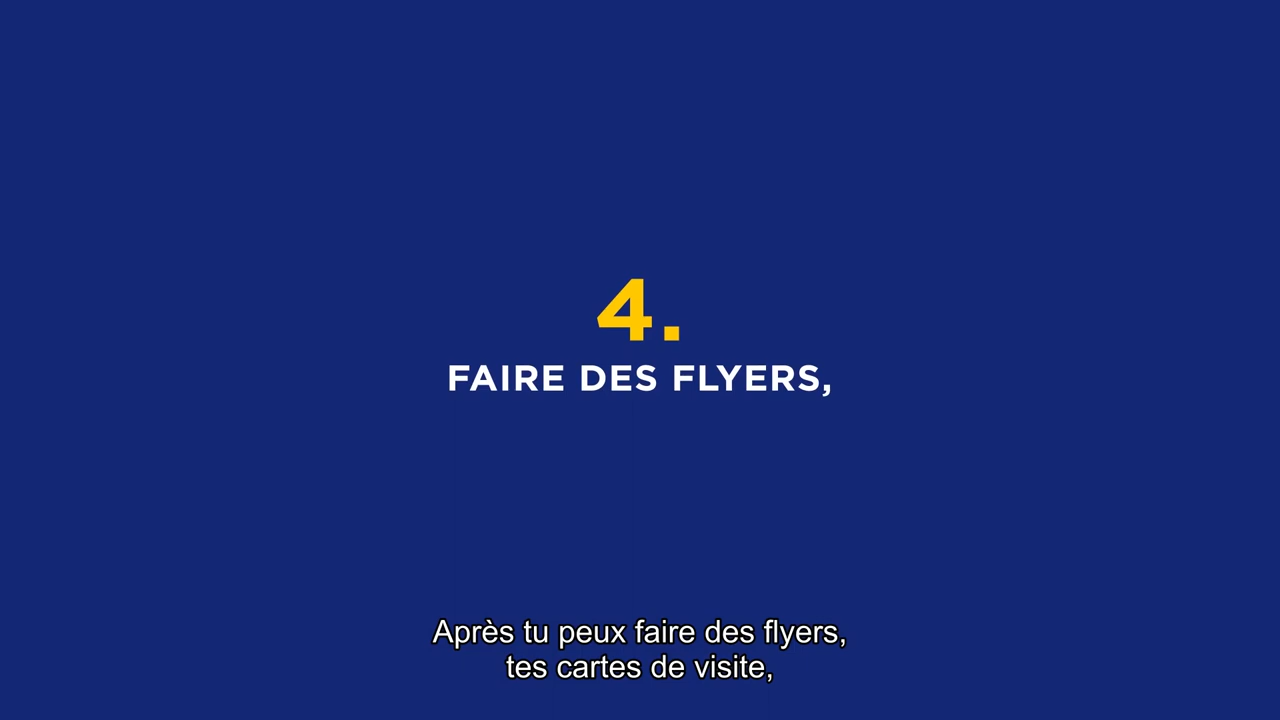 4.
FAIRE DES FLYERS,
Après tu peux faire des flyers,
tes cartes de visite,